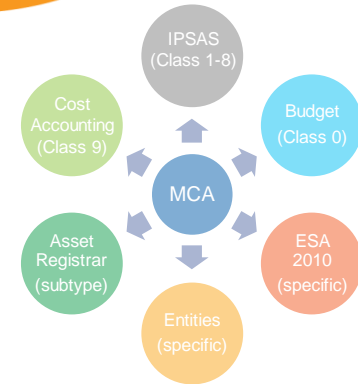 IPSAS
(Class 1-8)
Cost
Accounting
(Class 9)
Budget
(Class 0)
MCA
Asset
Registrar
(subtype)
ESA
2010
(specific)
Entities
(specific)